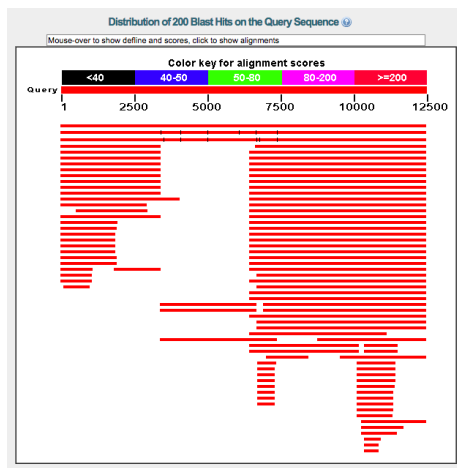 Distribution of 200 Blast Hits on the Query Sequence ?
Mouse-over to show defline and scores, click to show alignments
Color key for alignment scores
<40 40-50 50-80 80-200 >=200
Query
1 2500 5000 7500 10000 12500